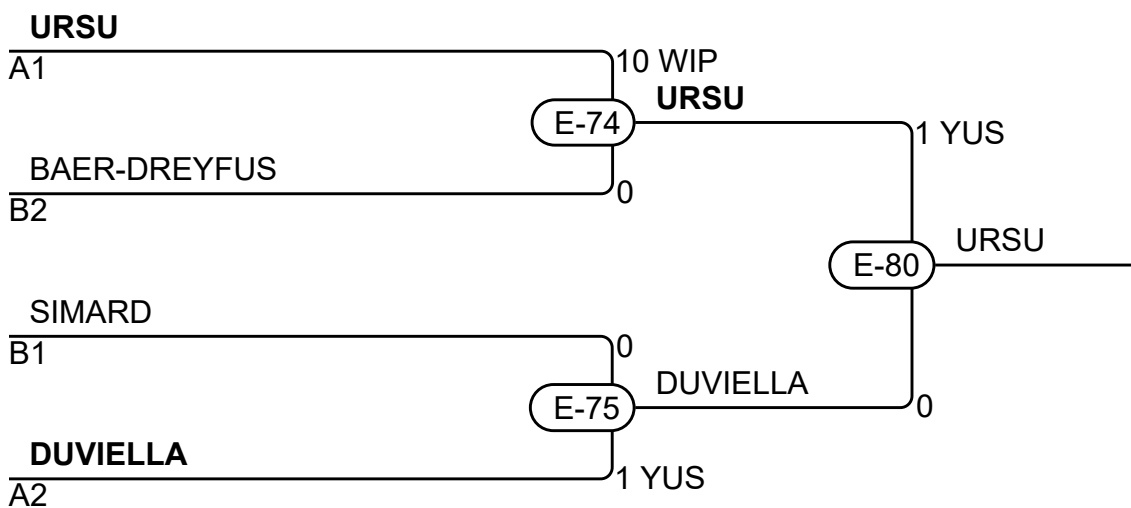 URSU
A1
10 WIP
URSU
E-74
1 YUS
BAER-DREYFUS
B2
0
URSU
E-80
SIMARD
B1
0
DUVIELLA
E-75
0
DUVIELLA
A2
1 YUS